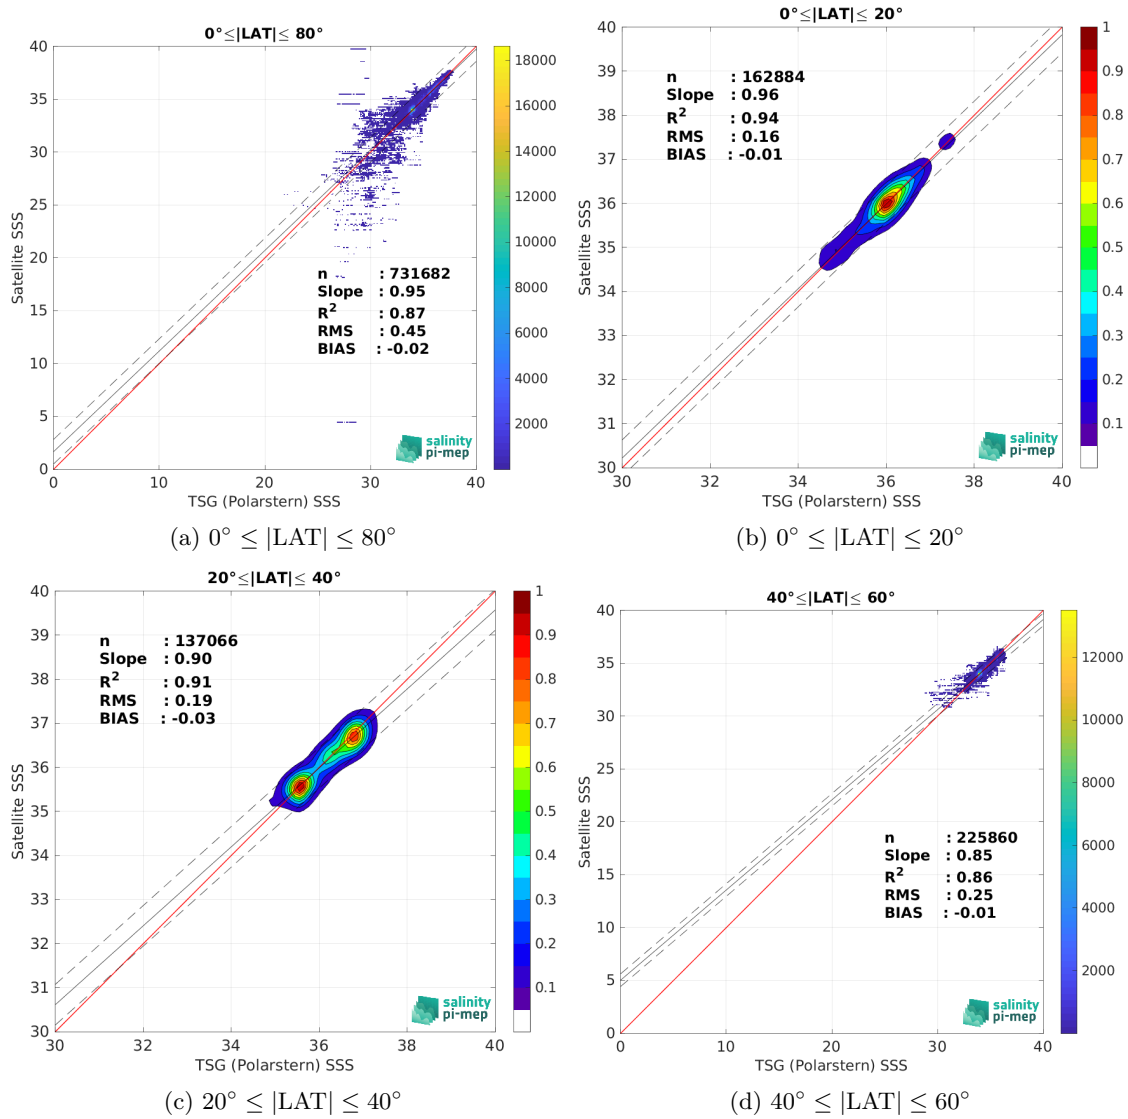 0°≤|LAT|≤ 80°
40
35
30
25
20
15
10
5
0
Satellite SSS
n : 731682
Slope : 0.95
R² : 0.87
RMS : 0.45
BIAS : -0.02
salinity
pi-mep
0 10 20 30 40
TSG (Polarstern) SSS
18000
16000
14000
12000
10000
8000
6000
4000
2000
(a) 0° ≤ |LAT| ≤ 80°
0°≤|LAT|≤ 20°
40
39
38
37
36
35
34
33
32
31
30
Satellite SSS
n : 162884
Slope : 0.96
R² : 0.94
RMS : 0.16
BIAS : -0.01
salinity
pi-mep
30 32 34 36 38 40
TSG (Polarstern) SSS
1
0.9
0.8
0.7
0.6
0.5
0.4
0.3
0.2
0.1
(b) 0° ≤ |LAT| ≤ 20°
20°≤|LAT|≤ 40°
40
39
38
37
36
35
34
33
32
31
30
Satellite SSS
n : 137066
Slope : 0.90
R² : 0.91
RMS : 0.19
BIAS : -0.03
salinity
pi-mep
30 32 34 36 38 40
TSG (Polarstern) SSS
1
0.9
0.8
0.7
0.6
0.5
0.4
0.3
0.2
0.1
(c) 20° ≤ |LAT| ≤ 40°
40°≤|LAT|≤ 60°
40
35
30
25
20
15
10
5
0
Satellite SSS
n : 225860
Slope : 0.85
R² : 0.86
RMS : 0.25
BIAS : -0.01
salinity
pi-mep
0 10 20 30 40
TSG (Polarstern) SSS
12000
10000
8000
6000
4000
2000
(d) 40° ≤ |LAT| ≤ 60°